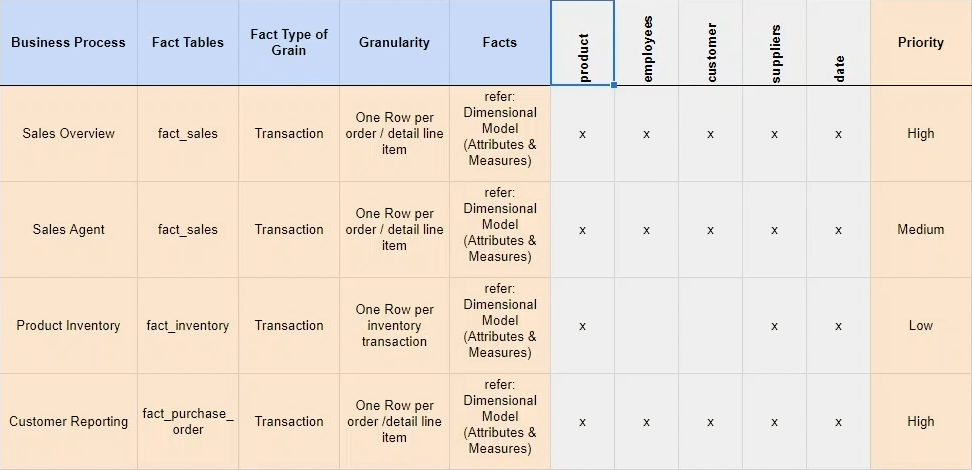 Business Process
Fact Tables
Fact Type of
Grain
Granularity
Facts
product
employees
customer
suppliers
date
Priority
Sales Overview
fact_sales
Transaction
One Row per
order / detail line
item
refer:
Dimensional
Model
(Attributes &
Measures)
x
x
x
x
x
High
Sales Agent
fact_sales
Transaction
One Row per
order / detail line
item
refer:
Dimensional
Model
(Attributes &
Measures)
x
x
x
x
x
Medium
Product Inventory
fact_inventory
Transaction
One Row per
inventory
transaction
refer:
Dimensional
Model
(Attributes &
Measures)
x
x
x
Low
Customer Reporting
fact_purchase_
order
Transaction
One Row per
order /detail line
item
refer:
Dimensional
Model
(Attributes &
Measures)
x
x
x
x
x
High